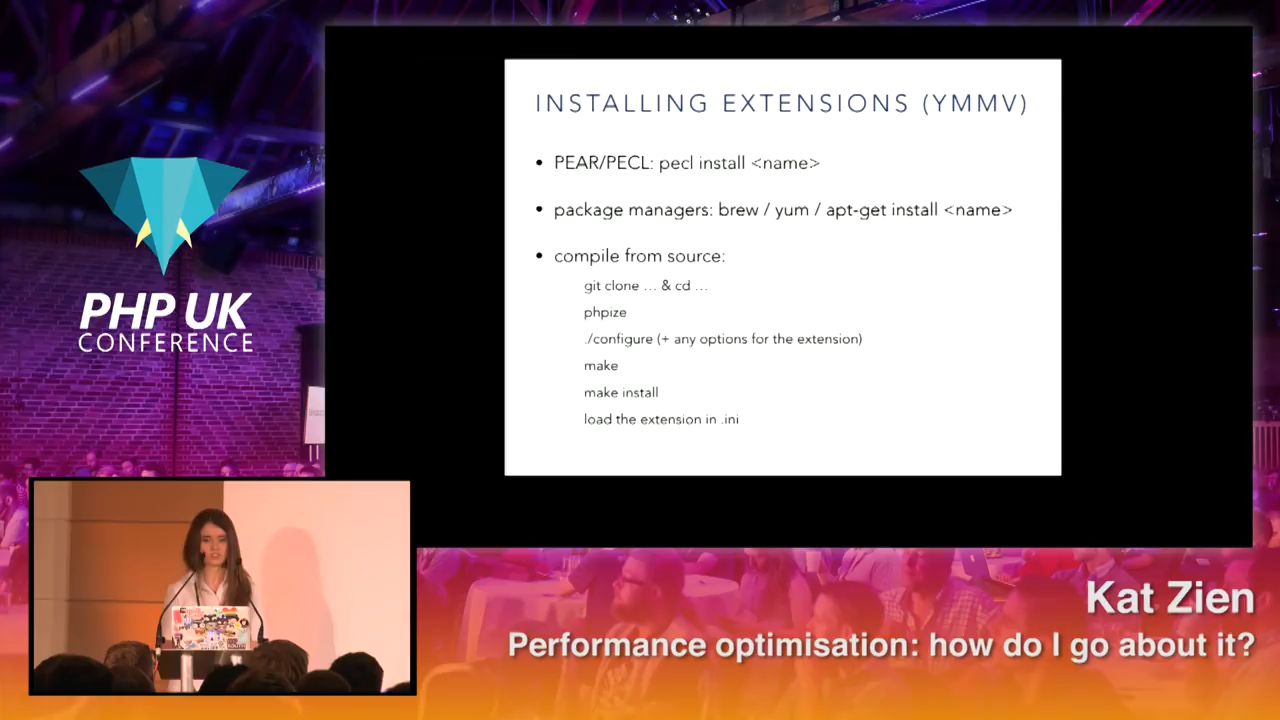 INSTALLING EXTENSIONS (YMMV)
• PEAR/PECL: pecl install <name>
• package managers: brew / yum / apt-get install <name>
• compile from source:
git clone ... & cd ...
phpize
./configure (+ any options for the extension)
make
make install
load the extension in .ini
PHP UK
CONFERENCE
Kat Zien
Performance optimisation: how do I go about it?